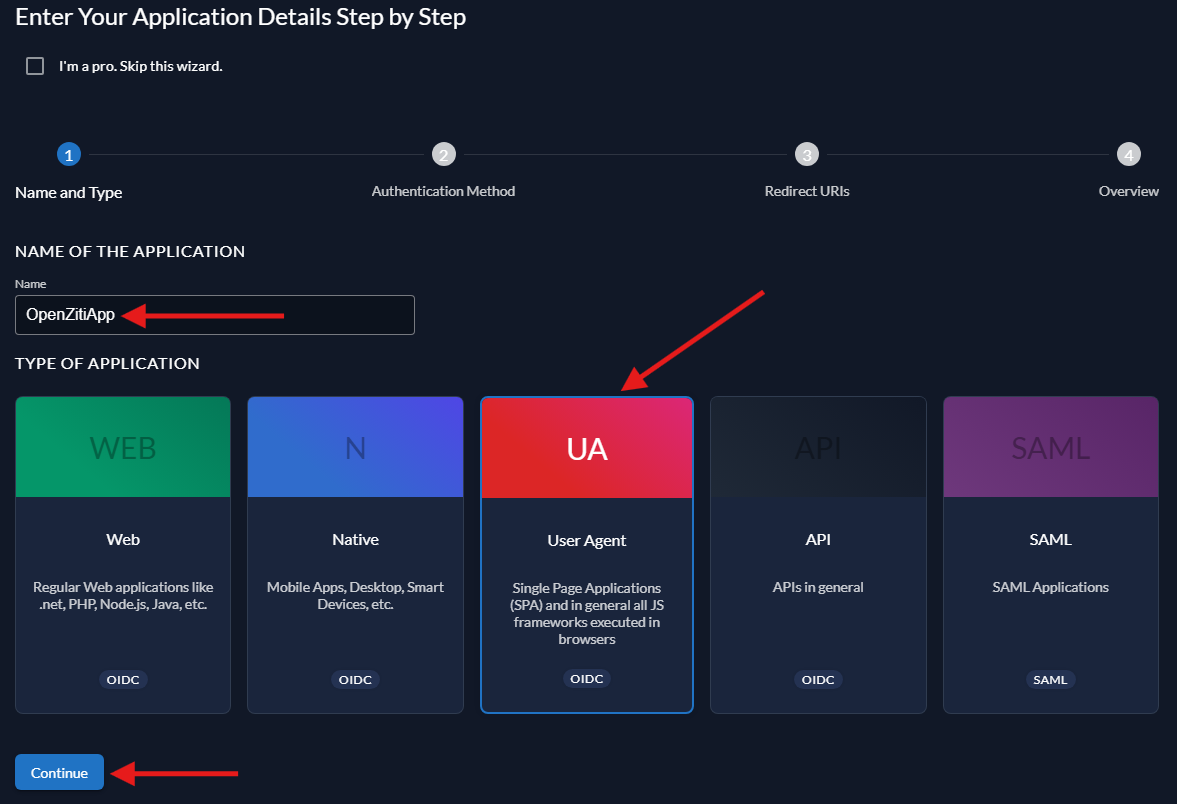 Enter Your Application Details Step by Step
I'm a pro. Skip this wizard.
1
2
3
4
Name and Type
Authentication Method
Redirect URIs
Overview
NAME OF THE APPLICATION
Name
OpenZitiApp
TYPE OF APPLICATION
WEB
Web
Regular Web applications like
.net, PHP, Node.js, Java, etc.
OIDC
N
Native
Mobile Apps, Desktop, Smart
Devices, etc.
OIDC
UA
User Agent
Single Page Applications
(SPA) and in general all JS
frameworks executed in
browsers
OIDC
API
API
APIs in general
OIDC
SAML
SAML
SAML Applications
SAML
Continue